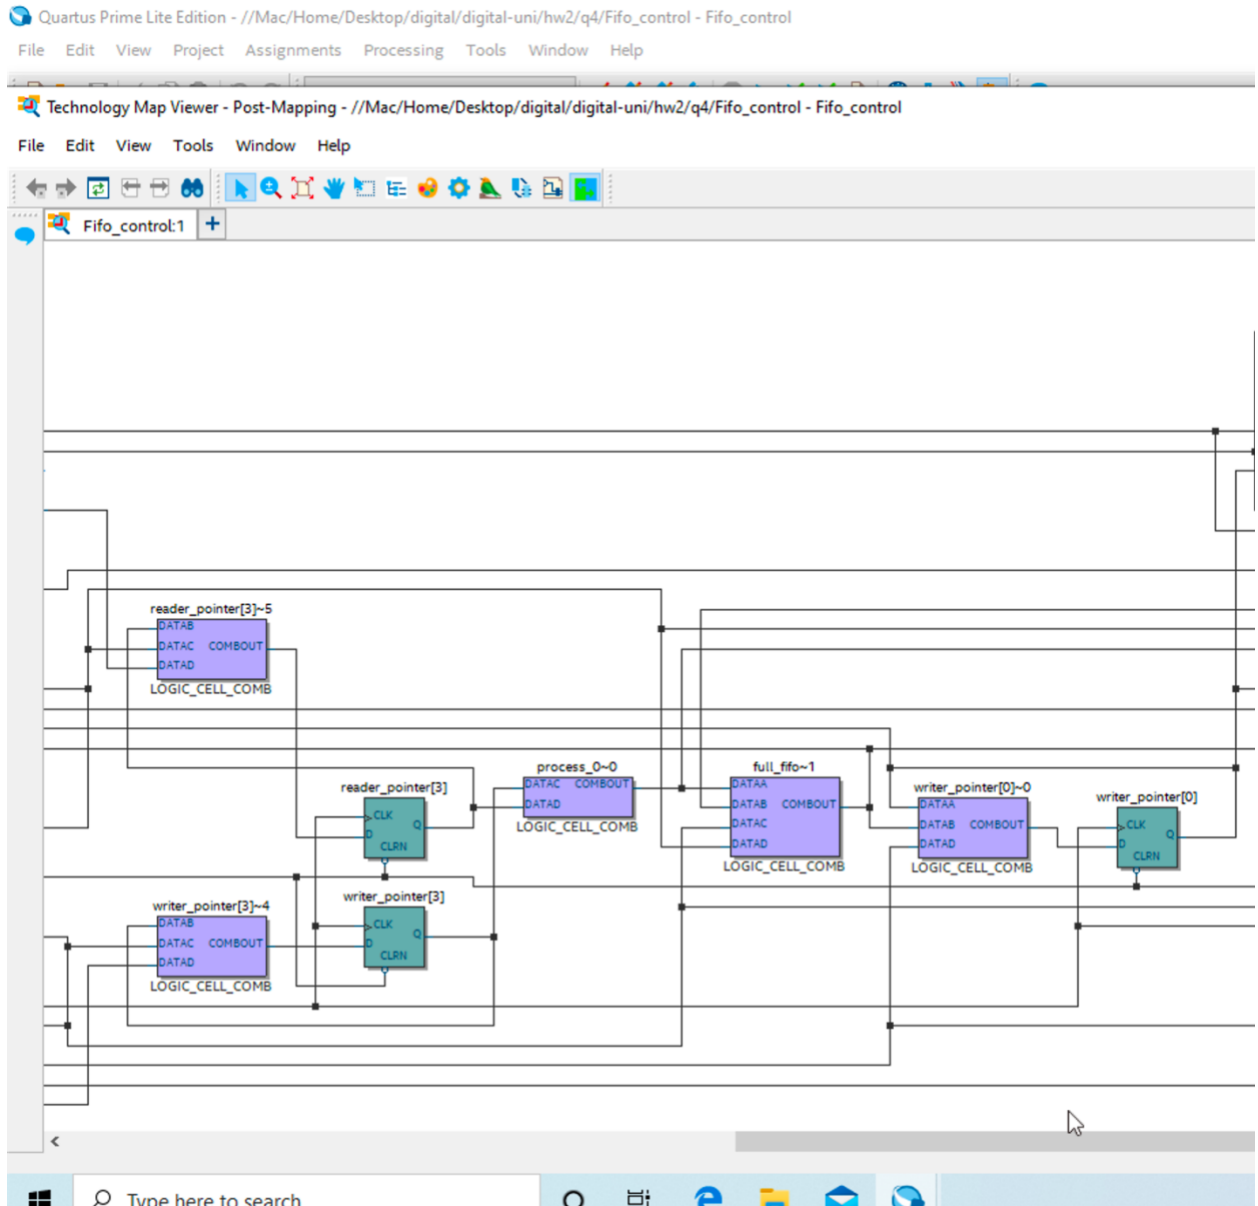 Quartus Prime Lite Edition - //Mac/Home/Desktop/digital/digital-uni/hw2/q4/Fifo_control - Fifo_control
File Edit View Project Assignments Processing Tools Window Help
Technology Map Viewer - Post-Mapping - //Mac/Home/Desktop/digital/digital-uni/hw2/q4/Fifo_control - Fifo_control
File Edit View Tools Window Help
Fifo_control:1 +
reader_pointer[3]~5
DATAB
DATAC COMBOUT
DATAD
LOGIC_CELL_COMB
reader_pointer[3]
CLK
D Q
CLRN
process_0~0
DATAC COMBOUT
DATAD
LOGIC_CELL_COMB
full_fifo~1
DATAA
DATAB COMBOUT
DATAC
DATAD
LOGIC_CELL_COMB
writer_pointer[0]~0
DATAA
DATAB COMBOUT
DATAD
LOGIC_CELL_COMB
writer_pointer[0]
CLK
D Q
CLRN
writer_pointer[3]~4
DATAB
DATAC COMBOUT
DATAD
LOGIC_CELL_COMB
writer_pointer[3]
CLK
D Q
CLRN
Type here to search